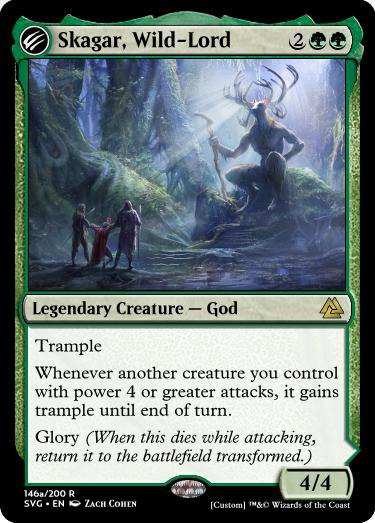 Skagar, Wild-Lord 2
Legendary Creature — God
Trample
Whenever another creature you control
with power 4 or greater attacks, it gains
trample until end of turn.
Glory (When this dies while attacking,
return it to the battlefield transformed.)
4/4
146a/200 R
SVG • EN Zach Cohen
[Custom] ™&© Wizards of the Coast